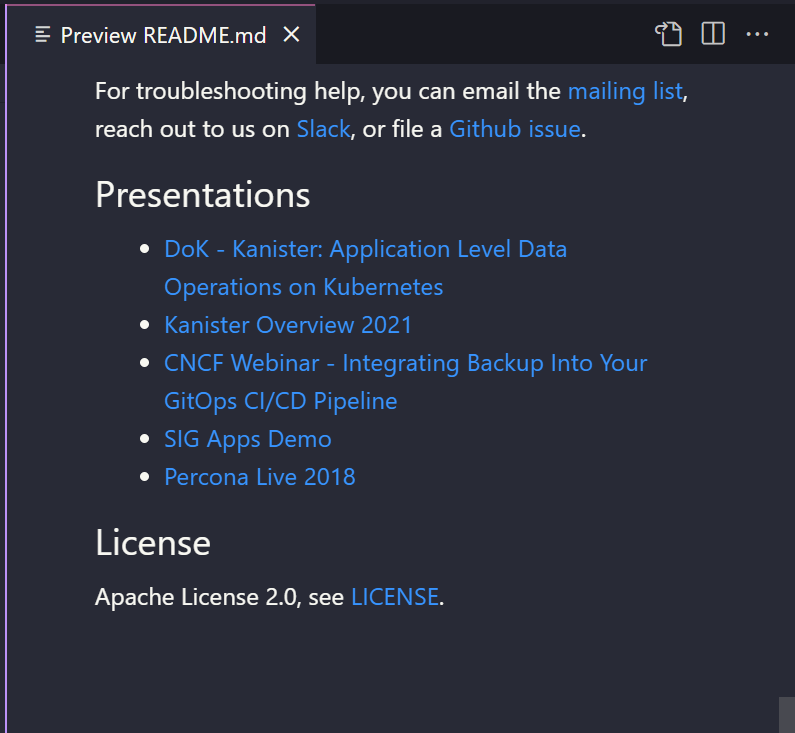 Preview README.md
For troubleshooting help, you can email the mailing list,
reach out to us on Slack, or file a Github issue.
Presentations
DoK - Kanister: Application Level Data
Operations on Kubernetes
Kanister Overview 2021
CNCF Webinar - Integrating Backup Into Your
GitOps CI/CD Pipeline
SIG Apps Demo
Percona Live 2018
License
Apache License 2.0, see LICENSE.